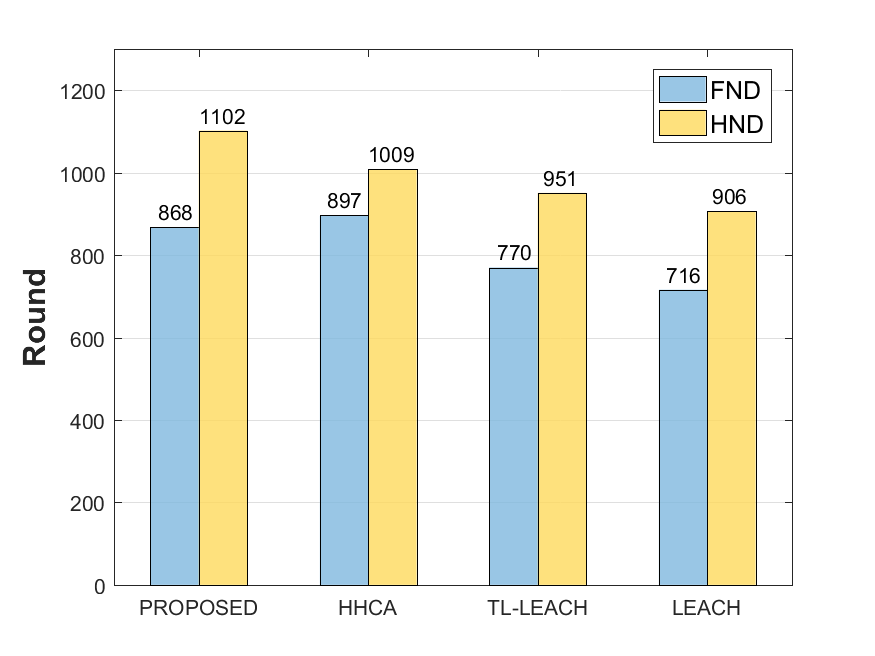 FND
HND
1200
1000
800
600
400
200
0
Round
868
1102
897
1009
770
951
716
906
PROPOSED
HHCA
TL-LEACH
LEACH